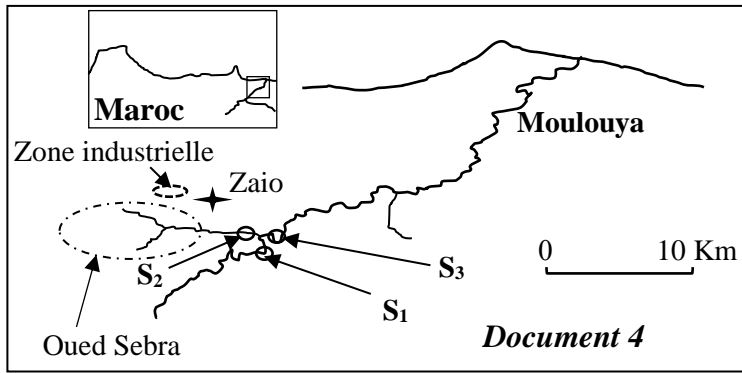 Maroc
Moulouya
Zone industrielle
Zaio
S₂
S₃
0 10 Km
S₁
Oued Sebra
Document 4